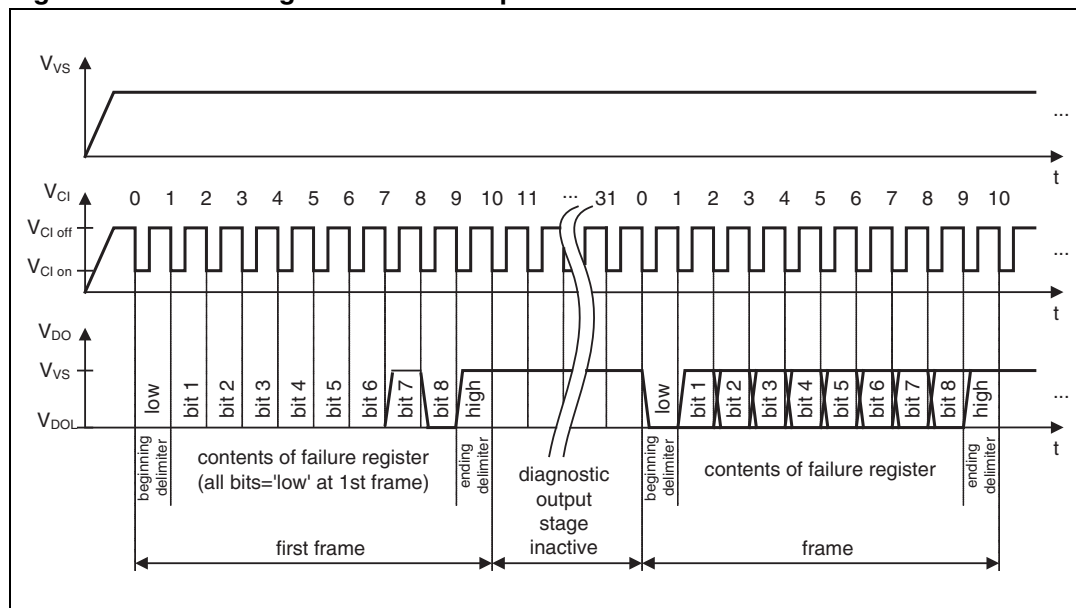 V_VS
...
t
V_CI 0 1 2 3 4 5 6 7 8 9 10 11 ... 31 0 1 2 3 4 5 6 7 8 9 10
V_CI off
V_CI on
...
t
V_DO
V_VS
V_DOL
low bit 1 bit 2 bit 3 bit 4 bit 5 bit 6 bit 7 bit 8 high low bit 1 bit 2 bit 3 bit 4 bit 5 bit 6 bit 7 bit 8 high
...
t
beginning
delimiter
contents of failure register
(all bits='low' at 1st frame)
ending
delimiter
diagnostic
output
stage
inactive
beginning
delimiter
contents of failure register
ending
delimiter
first frame
frame